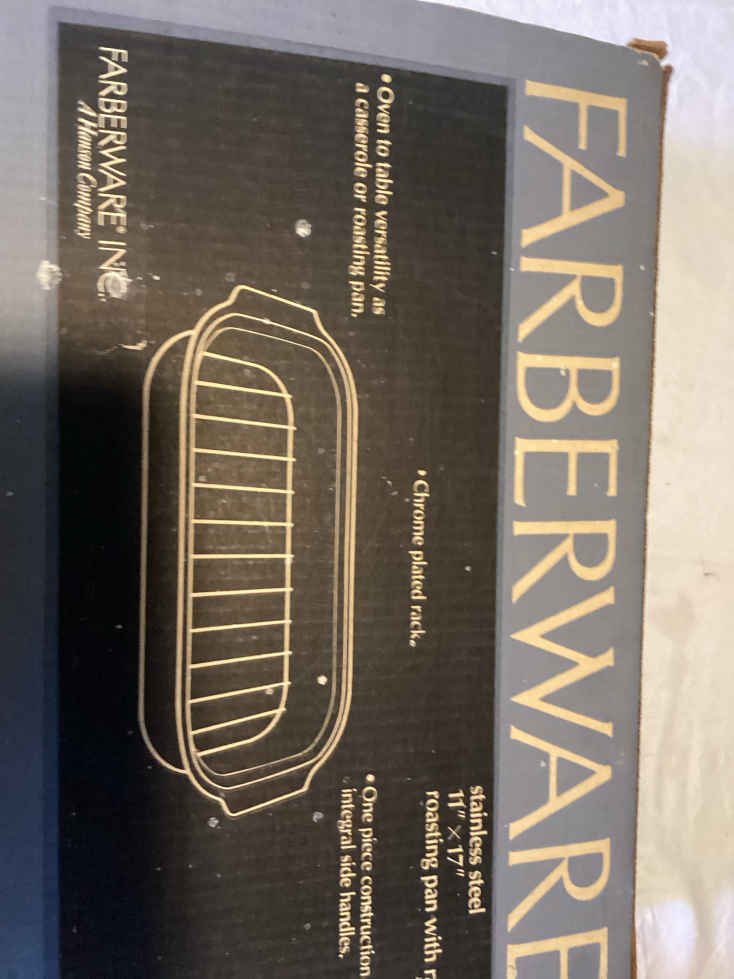 FARBERWARE
stainless steel
11" × 17"
roasting pan with
• Oven to table versatility as
a casserole or roasting pan.
• Chrome plated rack.
• One piece construction
integral side handles.
FARBERWARE® INC.
A Hanson Company